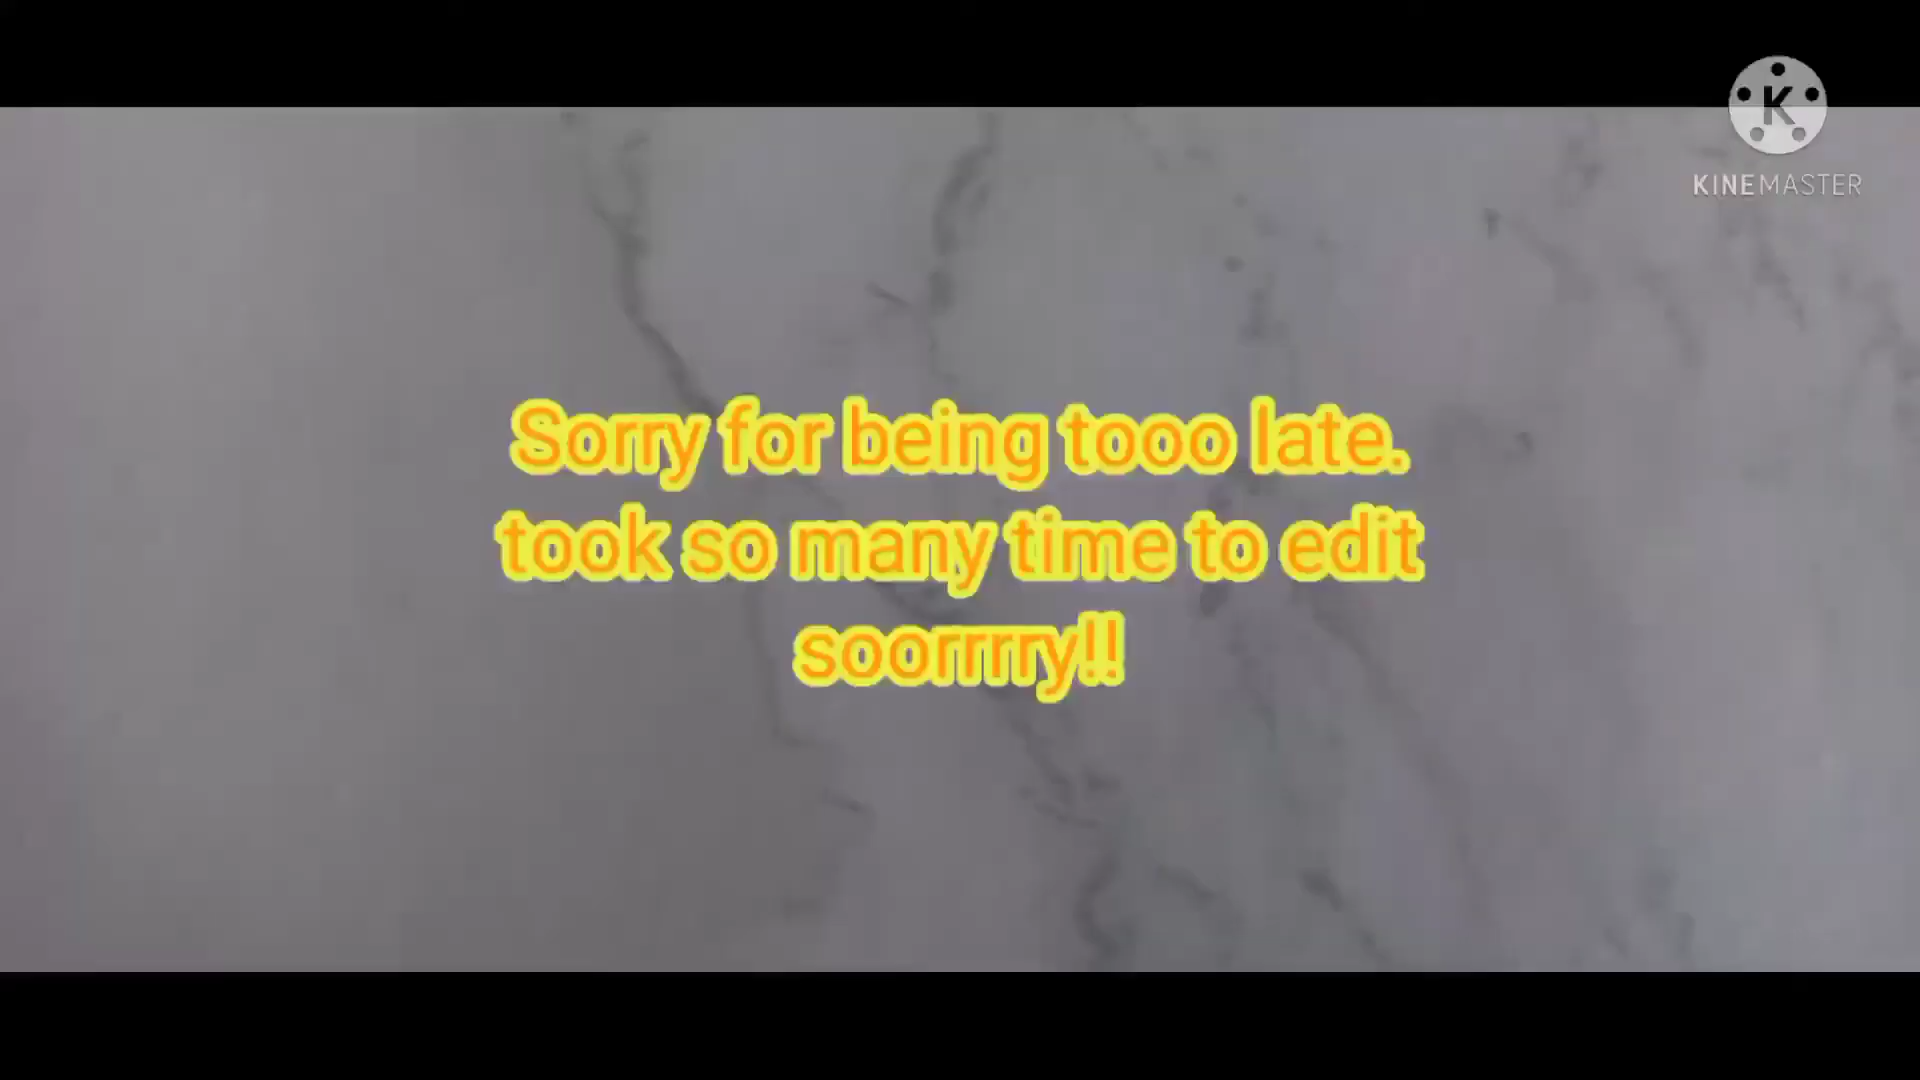 K
KINEMASTER
Sorry for being tooo late.
took so many time to edit
soorrrry!!